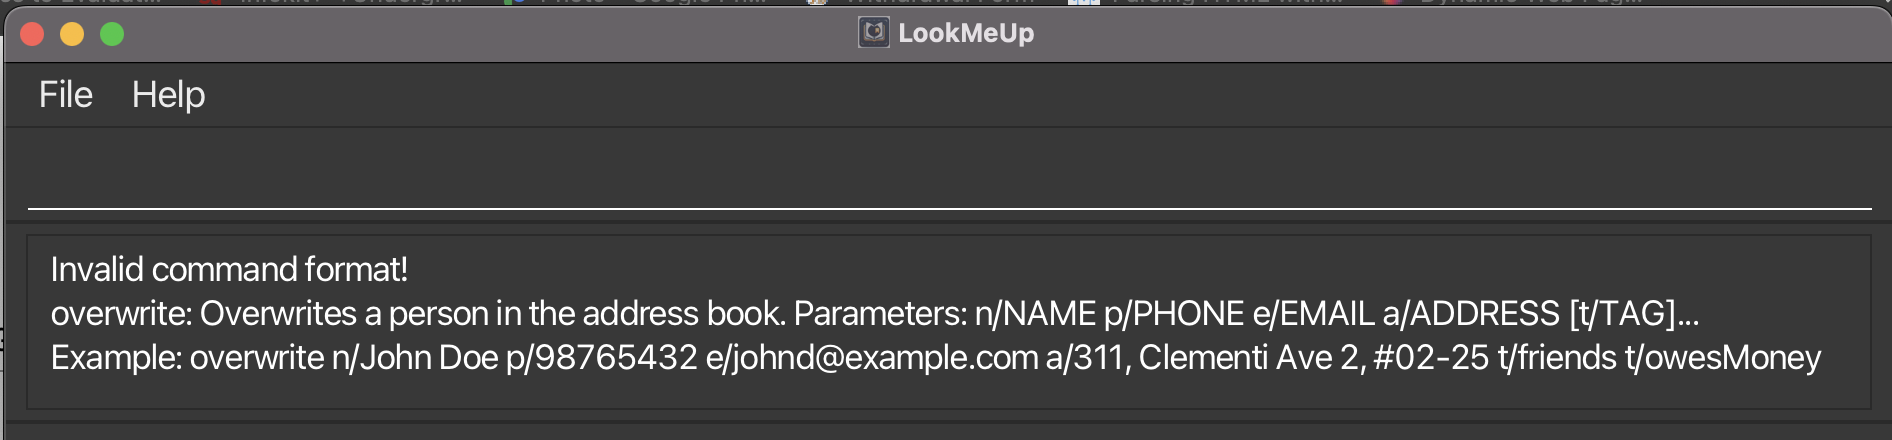 LookMeUp
File Help
Invalid command format!
overwrite: Overwrites a person in the address book. Parameters: n/NAME p/PHONE e/EMAIL a/ADDRESS [t/TAG]...
Example: overwrite n/John Doe p/98765432 e/johnd@example.com a/311, Clementi Ave 2, #02-25 t/friends t/owesMoney